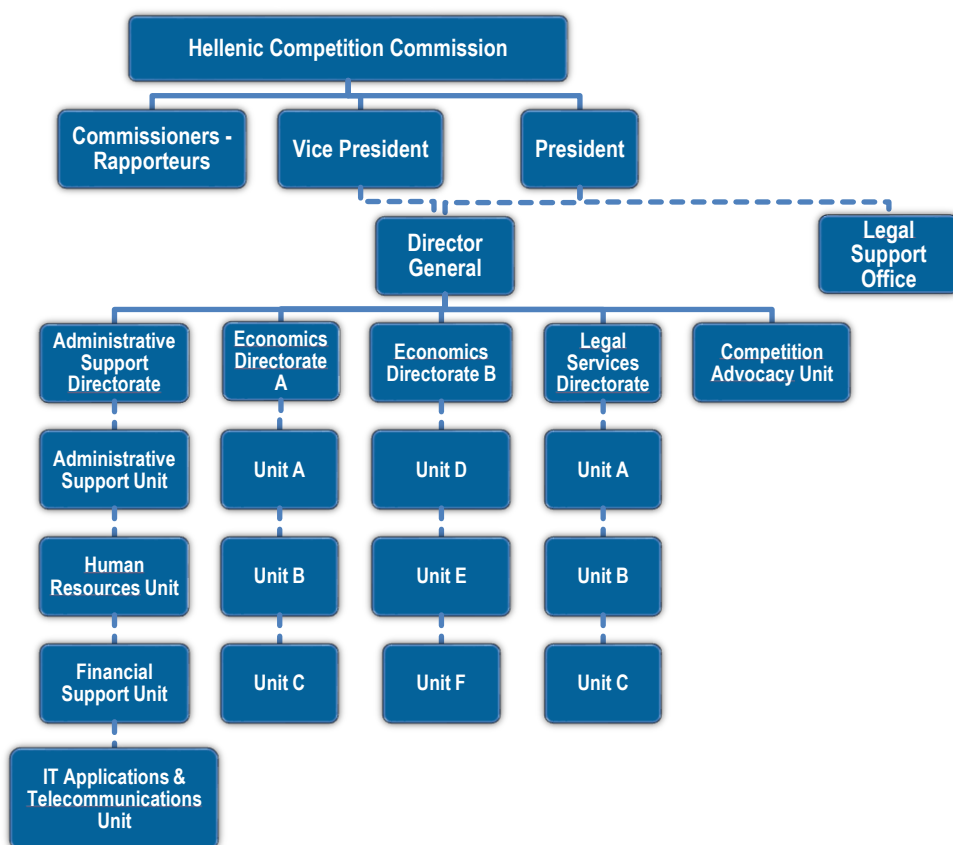 Hellenic Competition Commission
Commissioners -
Rapporteurs
Vice President
President
Director
General
Legal
Support
Office
Administrative
Support
Directorate
Economics
Directorate
A
Economics
Directorate B
Legal
Services
Directorate
Competition
Advocacy Unit
Administrative
Support Unit
Unit A
Unit D
Unit A
Human
Resources Unit
Unit B
Unit E
Unit B
Financial
Support Unit
Unit C
Unit F
Unit C
IT Applications &
Telecommunications
Unit